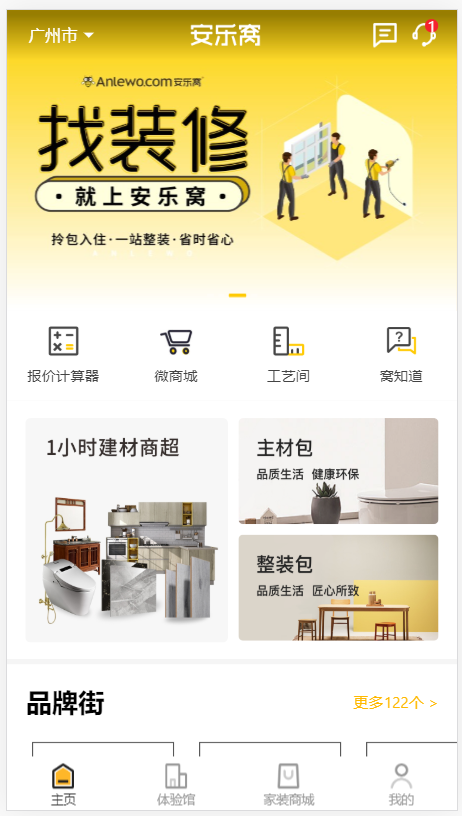 广州市
安乐窝
1
Anlewo.com安乐窝
找装修
·就上安乐窝·
拎包入住·一站整装·省时省心
报价计算器
微商城
工艺间
窝知道
1小时建材商超
主材包
品质生活 健康环保
整装包
品质生活 匠心所致
品牌街
更多122个 >
主页
体验馆
家装商城
我的